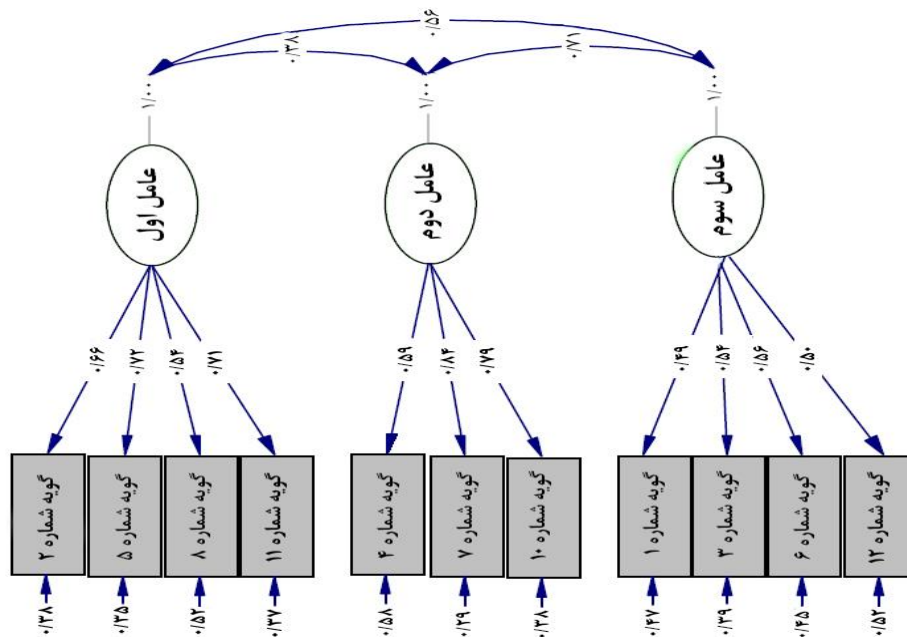 ۰/۵۶
۰/۳۸
۰/۷۱
۱/۰۰
۱/۰۰
۱/۰۰
عامل اول
عامل دوم
عامل سوم
۰/۶۶
۰/۷۲
۰/۵۴
۰/۷۱
۰/۵۹
۰/۸۴
۰/۷۹
۰/۴۹
۰/۵۴
۰/۵۶
۰/۵۰
گویه شماره ۲
گویه شماره ۵
گویه شماره ۸
گویه شماره ۱۱
گویه شماره ۴
گویه شماره ۷
گویه شماره ۱۰
گویه شماره ۱
گویه شماره ۳
گویه شماره ۶
گویه شماره ۱۲
۰/۳۸
۰/۳۵
۰/۵۲
۰/۳۷
۰/۵۸
۰/۲۹
۰/۳۸
۰/۴۷
۰/۳۹
۰/۴۵
۰/۵۲